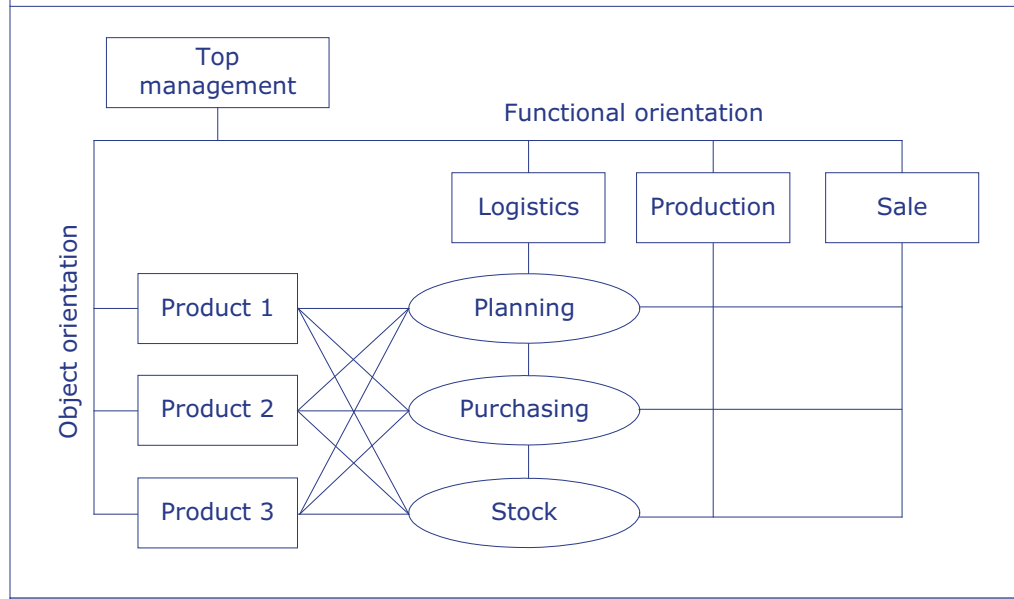 Top
management
Functional orientation
Logistics
Production
Sale
Object orientation
Product 1
Planning
Product 2
Purchasing
Product 3
Stock